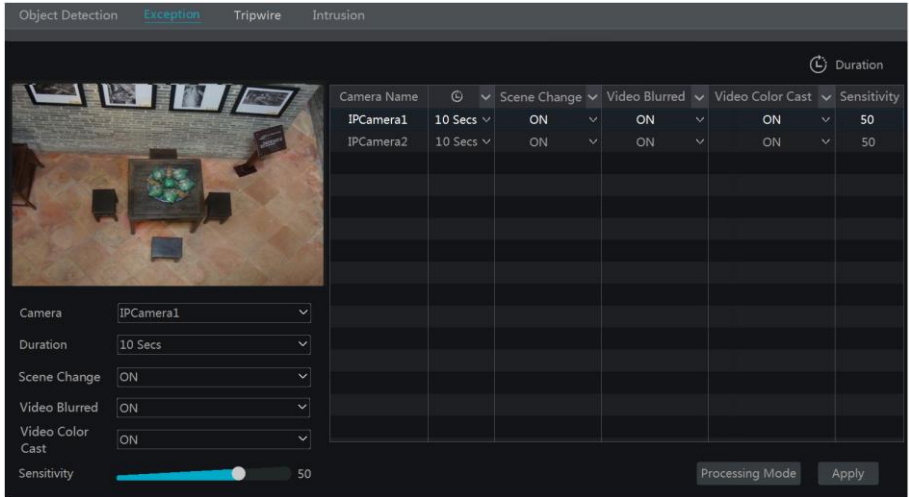 Object Detection Exception Tripwire Intrusion
Duration
Camera Name Scene Change Video Blurred Video Color Cast Sensitivity
IPCamera1 10 Secs ON ON ON 50
IPCamera2 10 Secs ON ON ON 50
Camera IPCamera1
Duration 10 Secs
Scene Change ON
Video Blurred ON
Video Color
Cast ON
Sensitivity 50
Processing Mode Apply